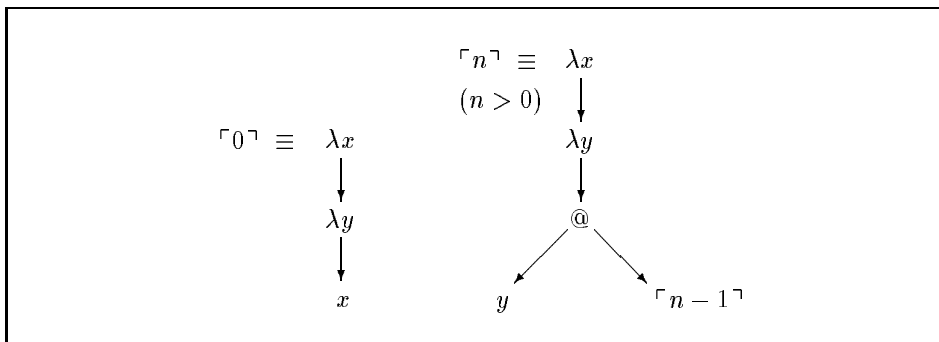 ⌜n⌝ ≡ λx
(n > 0)
⌜0⌝ ≡ λx λy
λy @
x y ⌜n − 1⌝